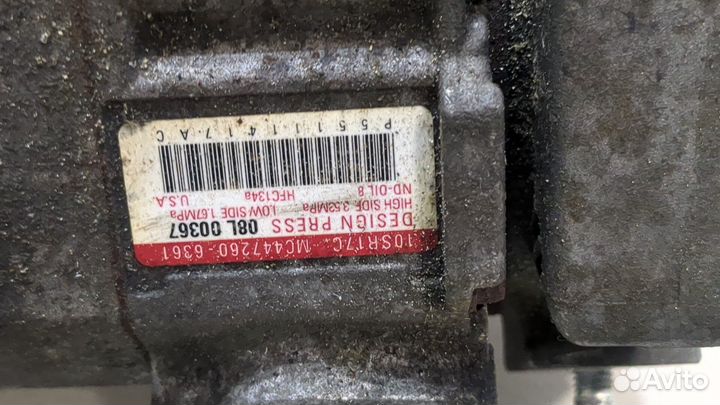 10SR17C MC447260-6361
DESIGN PRESS 08L 00367
HIGH SIDE 3.53MPa LOW SIDE 1.67MPa
ND-OIL 8 HFC134a U.S.A.
P55111417AC
Avito